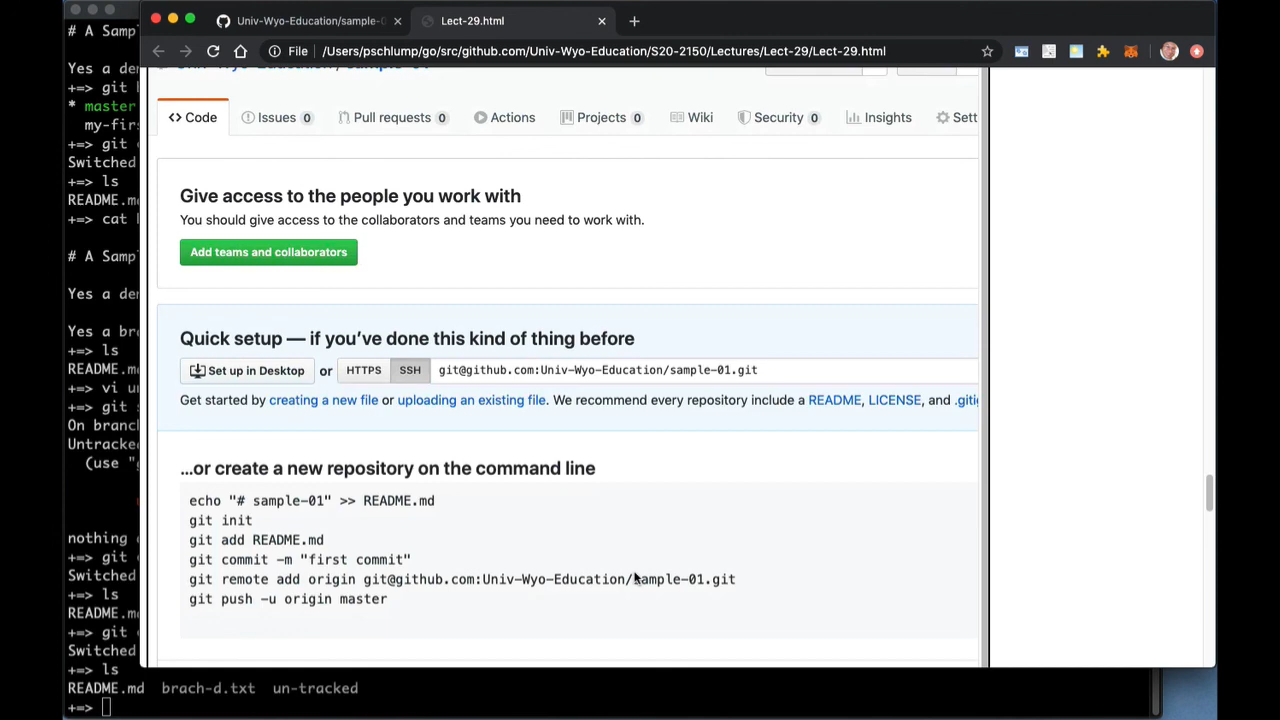 Univ-Wyo-Education/sample-0
Lect-29.html
File
/Users/pschlump/go/src/github.com/Univ-Wyo-Education/S20-2150/Lectures/Lect-29/Lect-29.html
Code
Issues 0
Pull requests 0
Actions
Projects 0
Wiki
Security 0
Insights
Sett
Give access to the people you work with
You should give access to the collaborators and teams you need to work with.
Add teams and collaborators
Quick setup — if you’ve done this kind of thing before
Set up in Desktop or HTTPS SSH git@github.com:Univ-Wyo-Education/sample-01.git
Get started by creating a new file or uploading an existing file. We recommend every repository include a README, LICENSE, and .giti
...or create a new repository on the command line
echo "# sample-01" >> README.md
git init
git add README.md
git commit -m "first commit"
git remote add origin git@github.com:Univ-Wyo-Education/sample-01.git
git push -u origin master
# A Samp
Yes a de
+=> git
* master
my-firs
+=> git
Switched
+=> ls
README.m
+=> cat
# A Samp
Yes a de
Yes a br
+=> ls
README.m
+=> vi u
+=> git s
On branc
Untracke
(use "
nothing
+=> git
Switched
+=> ls
README.m
+=> git
Switched
+=> ls
README.md brach-d.txt un-tracked
+=>